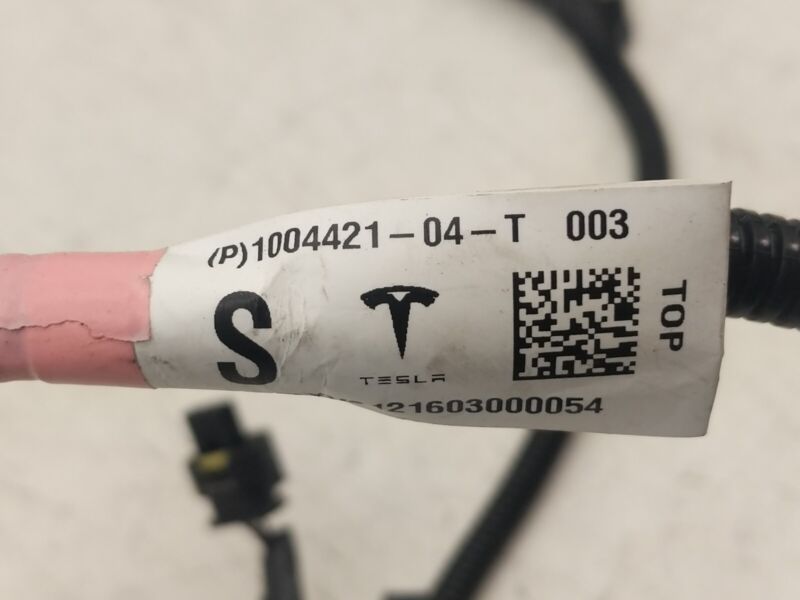 (P)1004421-04-T 003
S
TESLA
TOP
121603000054